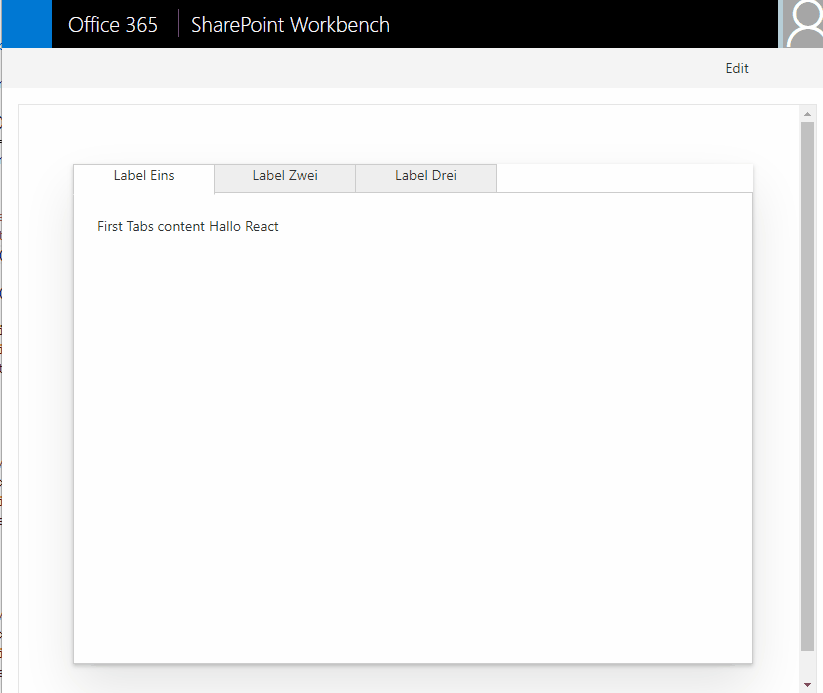 Office 365 SharePoint Workbench
Edit
Label Eins Label Zwei Label Drei
First Tabs content Hallo React